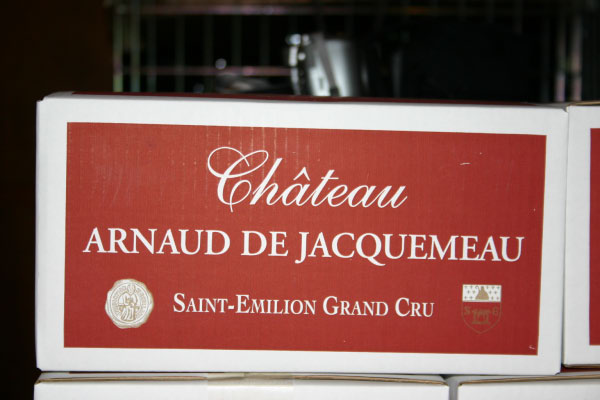 Château
ARNAUD DE JACQUEMEAU
SAINT-EMILION GRAND CRU